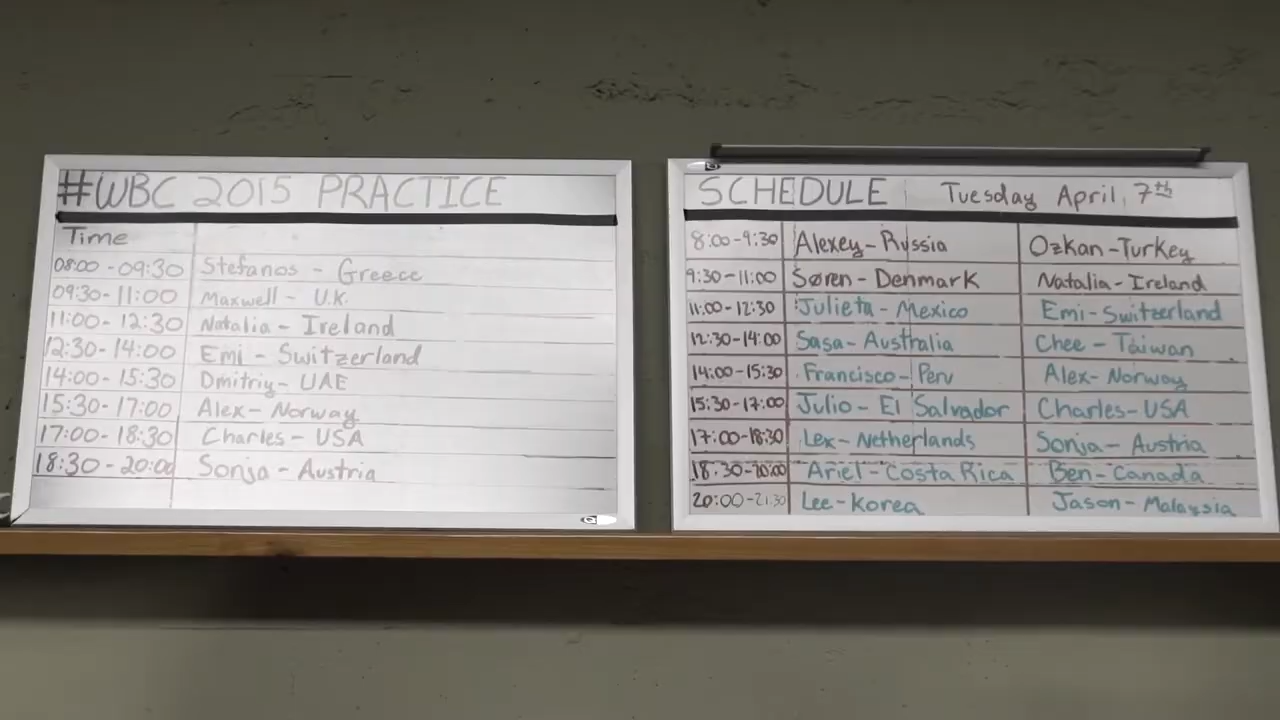 #WBC 2015 PRACTICE
Time
08:00 - 09:30 Stefanos - Greece
09:30 - 11:00 Maxwell - U.K.
11:00 - 12:30 Natalia - Ireland
12:30 - 14:00 Emi - Switzerland
14:00 - 15:30 Dmitriy - UAE
15:30 - 17:00 Alex - Norway
17:00 - 18:30 Charles - USA
18:30 - 20:00 Sonja - Austria
SCHEDULE Tuesday April, 7th
8:00-9:30 Alexey - Russia Ozkan - Turkey
9:30-11:00 Søren - Denmark Natalia - Ireland
11:00-12:30 Julieta - Mexico Emi - Switzerland
12:30-14:00 Sasa - Australia Chee - Taiwan
14:00-15:30 Francisco - Peru Alex - Norway
15:30-17:00 Julio - El Salvador Charles - USA
17:00-18:30 Lex - Netherlands Sonja - Austria
18:30-20:00 Ariel - Costa Rica Ben - Canada
20:00-21:30 Lee - Korea Jason - Malaysia